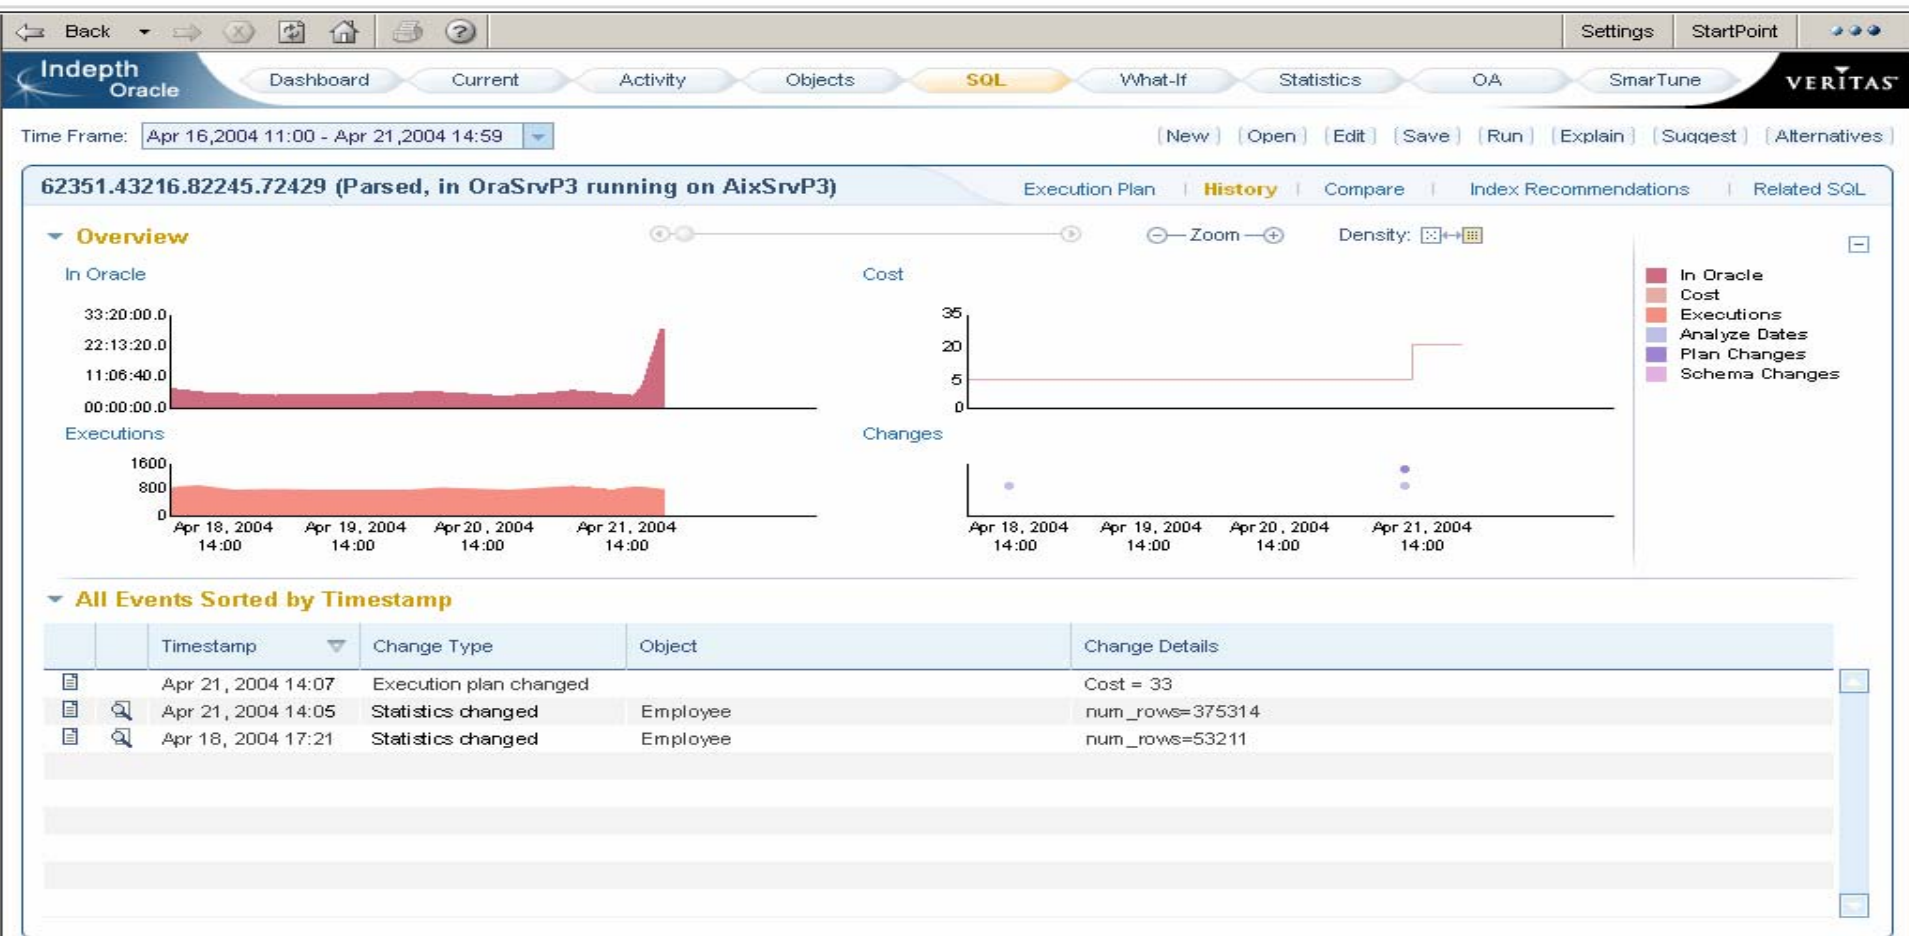 Back Settings StartPoint
Indepth Oracle Dashboard Current Activity Objects SQL What-If Statistics OA SmarTune VERITAS
Time Frame: Apr 16,2004 11:00 - Apr 21,2004 14:59 New Open Edit Save Run Explain Suggest Alternatives
62351.43216.82245.72429 (Parsed, in OraSrvP3 running on AixSrvP3) Execution Plan | History | Compare | Index Recommendations | Related SQL
Overview Zoom Density:
In Oracle
33:20:00.0
22:13:20.0
11:06:40.0
00:00:00.0
Cost
35
20
5
0
In Oracle
Cost
Executions
Analyze Dates
Plan Changes
Schema Changes
Executions
1600
800
0
Apr 18, 2004 Apr 19, 2004 Apr 20, 2004 Apr 21, 2004
14:00 14:00 14:00 14:00
Changes
Apr 18, 2004 Apr 19, 2004 Apr 20, 2004 Apr 21, 2004
14:00 14:00 14:00 14:00
All Events Sorted by Timestamp
Timestamp Change Type Object Change Details
Apr 21, 2004 14:07 Execution plan changed Cost = 33
Apr 21, 2004 14:05 Statistics changed Employee num_rows=375314
Apr 18, 2004 17:21 Statistics changed Employee num_rows=53211